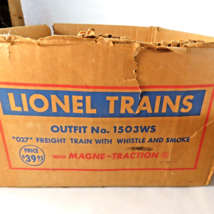 LIONEL TRAINS
OUTFIT No. 1503WS
"027" FREIGHT TRAIN WITH WHISTLE AND SMOKE
PRICE
$39.95
WITH MAGNE-TRACTION